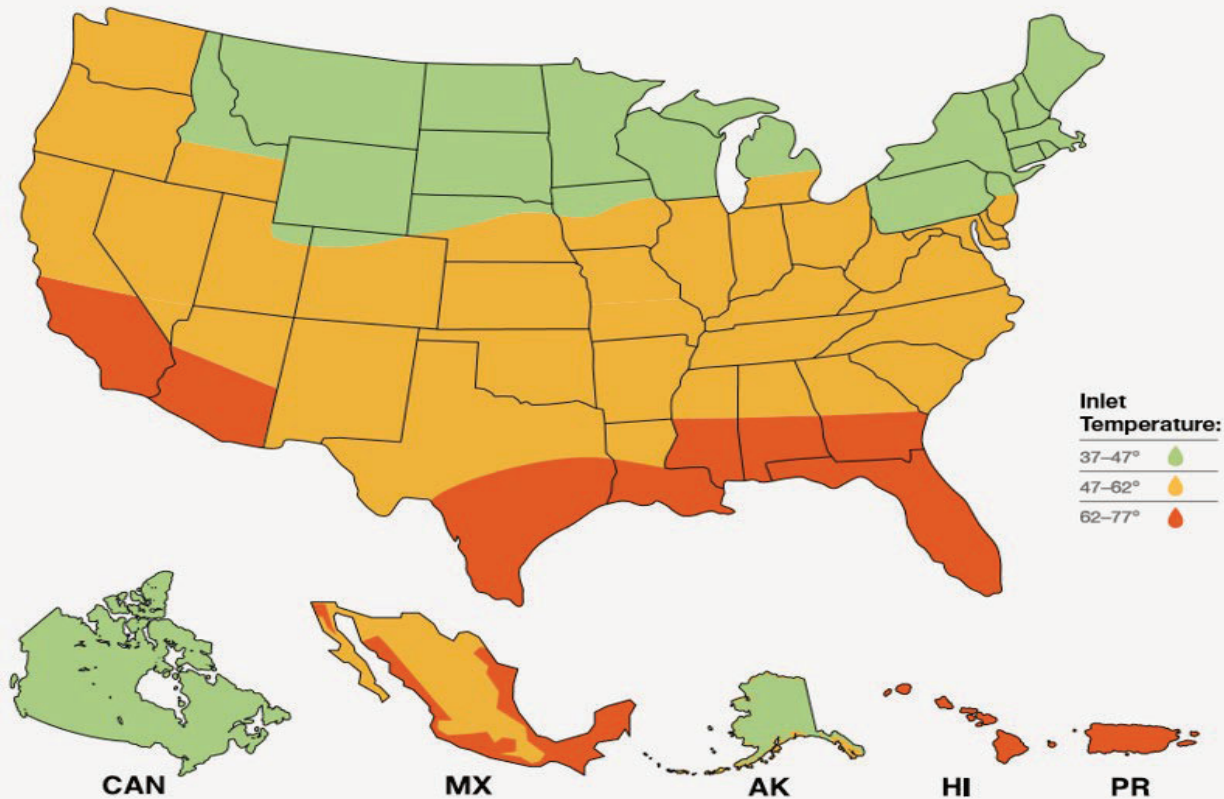 Inlet
Temperature:
37–47°
47–62°
62–77°
CAN
MX
AK
HI
PR